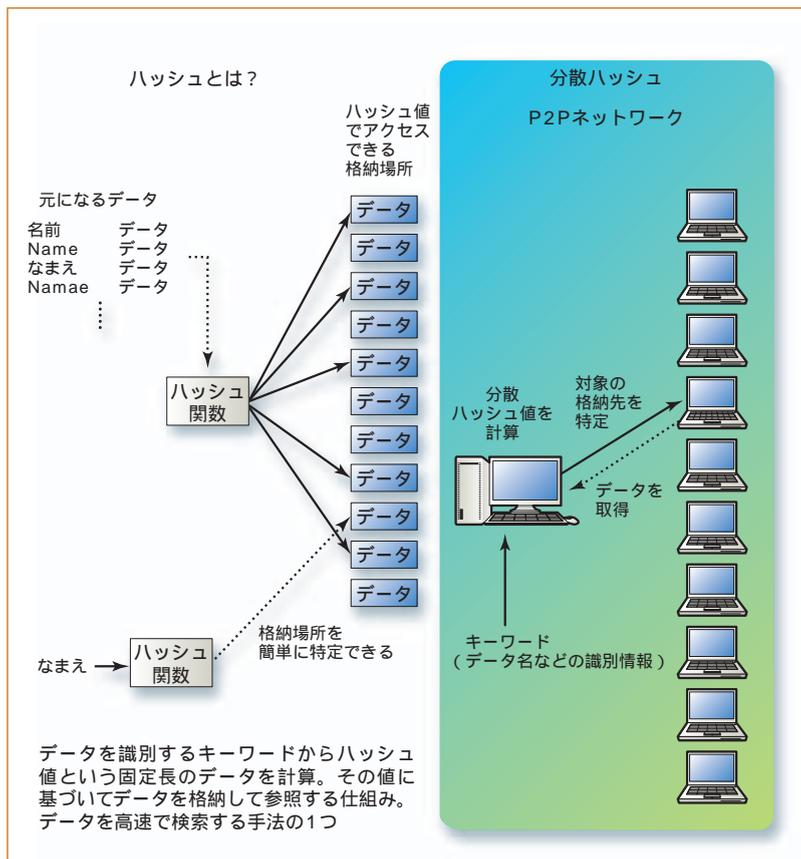 ハッシュとは？
ハッシュ値
でアクセス
できる
格納場所
元になるデータ
名前 データ
Name データ
なまえ データ
Namae データ
ハッシュ
関数
データ
データ
データ
データ
データ
データ
データ
データ
データ
データ
データ
なまえ
ハッシュ
関数
格納場所を
簡単に特定できる
データを識別するキーワードからハッシュ
値という固定長のデータを計算。その値に
基づいてデータを格納して参照する仕組み。
データを高速で検索する手法の1つ
分散ハッシュ
P2Pネットワーク
分散
ハッシュ値を
計算
対象の
格納先を
特定
データを
取得
キーワード
（データ名などの識別情報）